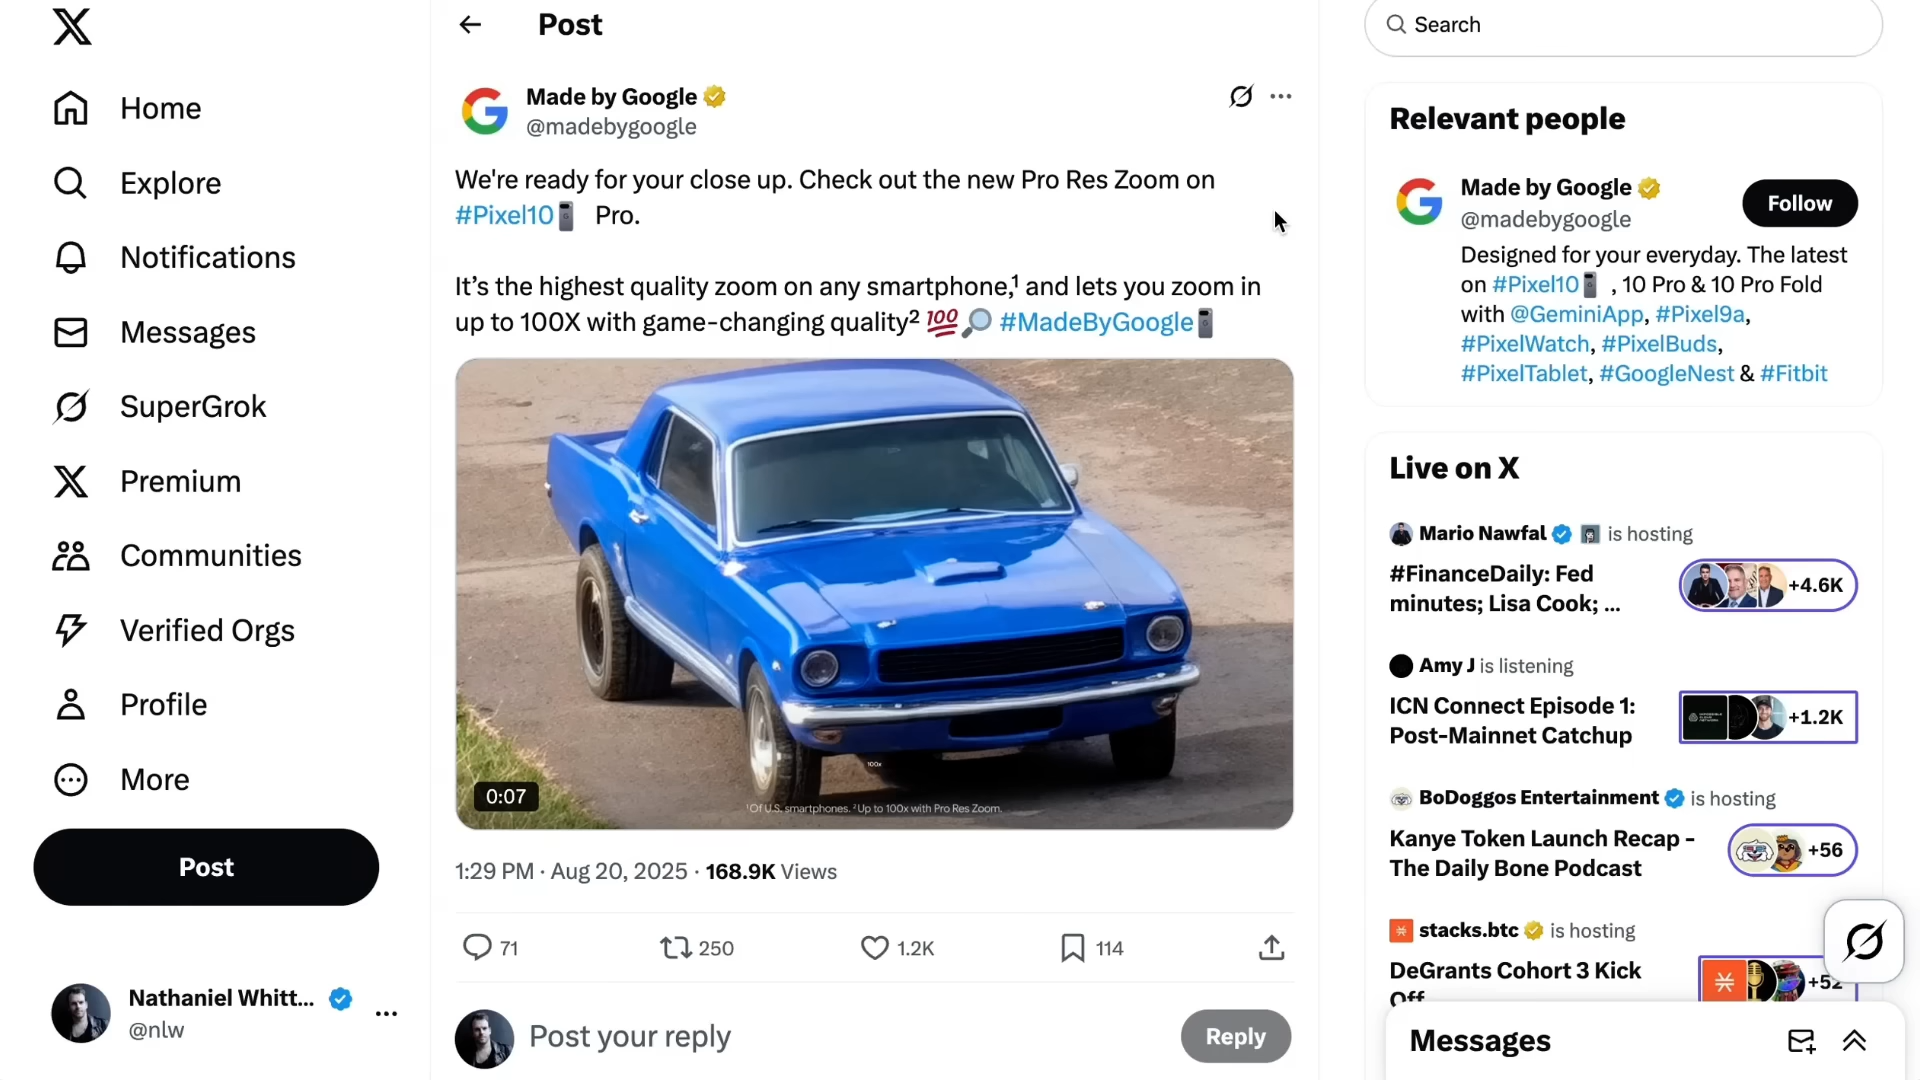 Home
Explore
Notifications
Messages
SuperGrok
Premium
Communities
Verified Orgs
Profile
More
Post
Nathaniel Whitt...
@nlw
Post
Made by Google
@madebygoogle
We're ready for your close up. Check out the new Pro Res Zoom on
#Pixel10 Pro.
It’s the highest quality zoom on any smartphone,¹ and lets you zoom in
up to 100X with game-changing quality² 💯🔎 #MadeByGoogle
100x
0:07
¹Of U.S. smartphones. ²Up to 100x with Pro Res Zoom.
1:29 PM · Aug 20, 2025 · 168.9K Views
71
250
1.2K
114
Post your reply
Reply
Search
Relevant people
Made by Google
@madebygoogle
Follow
Designed for your everyday. The latest
on #Pixel10 , 10 Pro & 10 Pro Fold
with @GeminiApp, #Pixel9a,
#PixelWatch, #PixelBuds,
#PixelTablet, #GoogleNest & #Fitbit
Live on X
Mario Nawfal is hosting
#FinanceDaily: Fed
minutes; Lisa Cook; ...
+4.6K
Amy J is listening
ICN Connect Episode 1:
Post-Mainnet Catchup
+1.2K
BoDoggos Entertainment is hosting
Kanye Token Launch Recap -
The Daily Bone Podcast
+56
stacks.btc is hosting
DeGrants Cohort 3 Kick
Off
+52
Messages